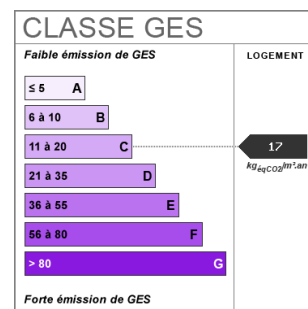 CLASSE GES
Faible émission de GES
LOGEMENT
≤ 5 A
6 à 10 B
11 à 20 C
17
kgéqCO2/m².an
21 à 35 D
36 à 55 E
56 à 80 F
> 80 G
Forte émission de GES